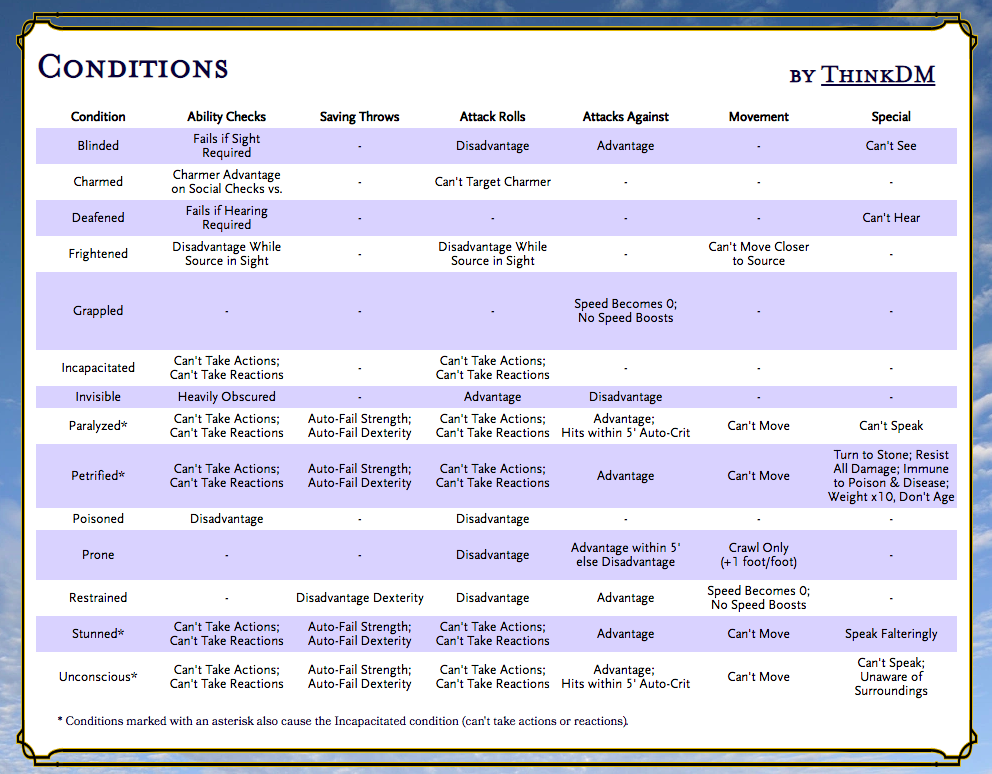 CONDITIONS
BY THINKDM
Condition Ability Checks Saving Throws Attack Rolls Attacks Against Movement Special
Blinded Fails if Sight Required - Disadvantage Advantage - Can't See
Charmed Charmer Advantage on Social Checks vs. - Can't Target Charmer - - -
Deafened Fails if Hearing Required - - - - Can't Hear
Frightened Disadvantage While Source in Sight - Disadvantage While Source in Sight - Can't Move Closer to Source -
Grappled - - - Speed Becomes 0; No Speed Boosts - -
Incapacitated Can't Take Actions; Can't Take Reactions - Can't Take Actions; Can't Take Reactions - - -
Invisible Heavily Obscured - Advantage Disadvantage - -
Paralyzed* Can't Take Actions; Can't Take Reactions Auto-Fail Strength; Auto-Fail Dexterity Can't Take Actions; Can't Take Reactions Advantage; Hits within 5' Auto-Crit Can't Move Can't Speak
Petrified* Can't Take Actions; Can't Take Reactions Auto-Fail Strength; Auto-Fail Dexterity Can't Take Actions; Can't Take Reactions Advantage Can't Move Turn to Stone; Resist All Damage; Immune to Poison & Disease; Weight x10, Don't Age
Poisoned Disadvantage - Disadvantage - - -
Prone - - Disadvantage Advantage within 5' else Disadvantage Crawl Only (+1 foot/foot) -
Restrained - Disadvantage Dexterity Disadvantage Advantage Speed Becomes 0; No Speed Boosts -
Stunned* Can't Take Actions; Can't Take Reactions Auto-Fail Strength; Auto-Fail Dexterity Can't Take Actions; Can't Take Reactions Advantage Can't Move Speak Falteringly
Unconscious* Can't Take Actions; Can't Take Reactions Auto-Fail Strength; Auto-Fail Dexterity Can't Take Actions; Can't Take Reactions Advantage; Hits within 5' Auto-Crit Can't Move Can't Speak; Unaware of Surroundings
* Conditions marked with an asterisk also cause the Incapacitated condition (can't take actions or reactions).